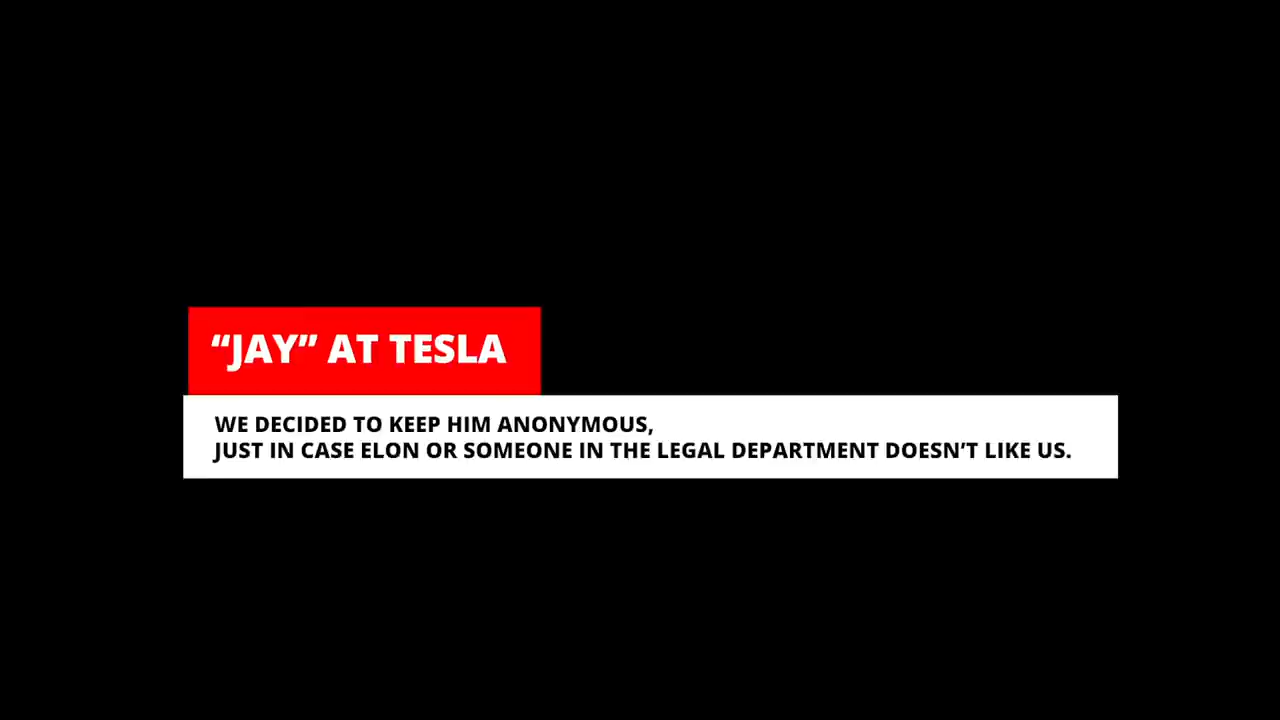 “JAY” AT TESLA
WE DECIDED TO KEEP HIM ANONYMOUS,
JUST IN CASE ELON OR SOMEONE IN THE LEGAL DEPARTMENT DOESN’T LIKE US.